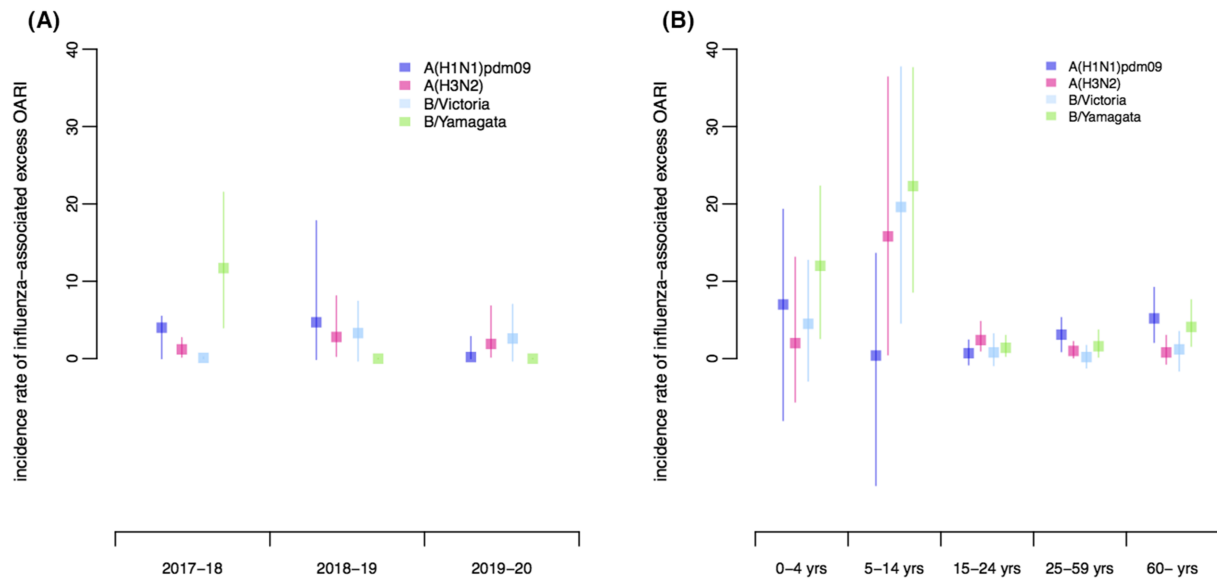 (A)
incidence rate of influenza-associated excess OARI
40
30
20
10
0
A(H1N1)pdm09
A(H3N2)
B/Victoria
B/Yamagata
2017-18
2018-19
2019-20
(B)
incidence rate of influenza-associated excess OARI
40
30
20
10
0
A(H1N1)pdm09
A(H3N2)
B/Victoria
B/Yamagata
0-4 yrs
5-14 yrs
15-24 yrs
25-59 yrs
60- yrs